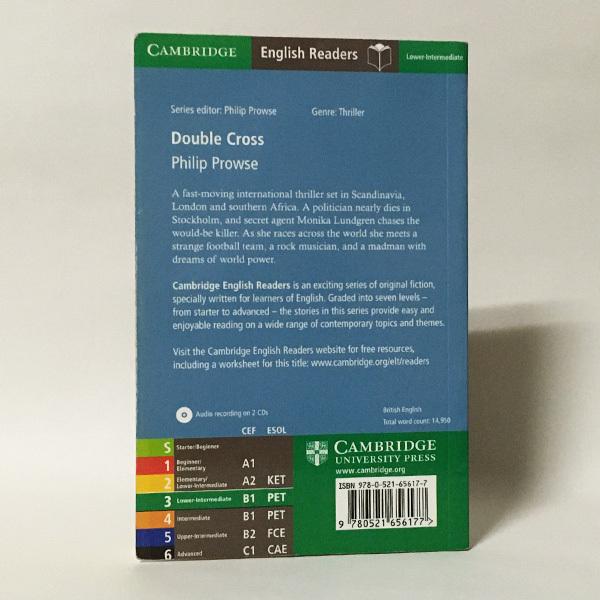 CAMBRIDGE English Readers Lower-Intermediate
Series editor: Philip Prowse Genre: Thriller
Double Cross
Philip Prowse
A fast-moving international thriller set in Scandinavia,
London and southern Africa. A politician nearly dies in
Stockholm, and secret agent Monika Lundgren chases the
would-be killer. As she races across the world she meets a
strange football team, a rock musician, and a madman with
dreams of world power.
Cambridge English Readers is an exciting series of original fiction,
specially written for learners of English. Graded into seven levels –
from starter to advanced – the stories in this series provide easy and
enjoyable reading on a wide range of contemporary topics and themes.
Visit the Cambridge English Readers website for free resources,
including a worksheet for this title: www.cambridge.org/elt/readers
Audio recording on 2 CDs
British English
Total word count: 14,950
CEF ESOL
S Starter/Beginner
1 Beginner/
Elementary A1
2 Elementary/
Lower-Intermediate A2 KET
3 Lower-Intermediate B1 PET
4 Intermediate B1 PET
5 Upper-Intermediate B2 FCE
6 Advanced C1 CAE
CAMBRIDGE
UNIVERSITY PRESS
www.cambridge.org
ISBN 978-0-521-65617-7
9 780521 656177 >